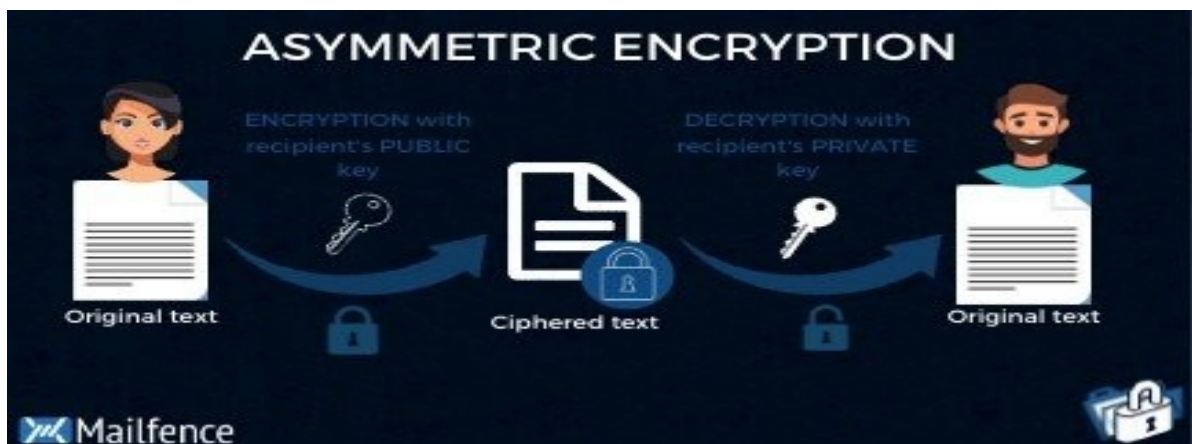 ASYMMETRIC ENCRYPTION
ENCRYPTION with
recipient's PUBLIC
key
DECRYPTION with
recipient's PRIVATE
key
Original text
Ciphered text
Original text
Mailfence